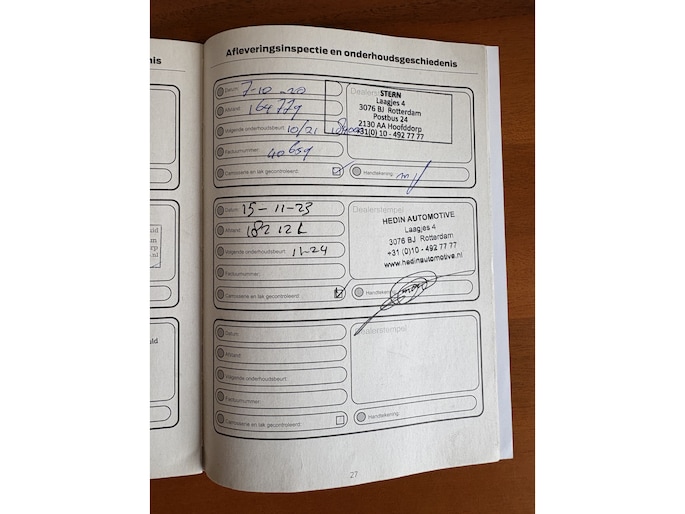 nis
Afleveringsinspectie en onderhoudsgeschiedenis
Datum: 7-10-20
Afstand: 164779
Volgende onderhoudsbeurt: 10/21
Factuurnummer: 40659
Carrosserie en lak gecontroleerd:
Dealerstempel
STERN
Laagjes 4
3076 BJ Rotterdam
Postbus 24
2130 AA Hoofddorp
+31(0) 10 - 492 77 77
Handtekening:
Datum: 15-11-23
Afstand:
Volgende onderhoudsbeurt: 11-24
Factuurnummer:
Carrosserie en lak gecontroleerd:
Dealerstempel
HEDIN AUTOMOTIVE
Laagjes 4
3076 BJ Rotterdam
+31 (0)10 - 492 77 77
www.hedinautomotive.nl
Handtekening:
Datum:
Afstand:
Volgende onderhoudsbeurt:
Factuurnummer:
Carrosserie en lak gecontroleerd:
Dealerstempel
Handtekening:
27